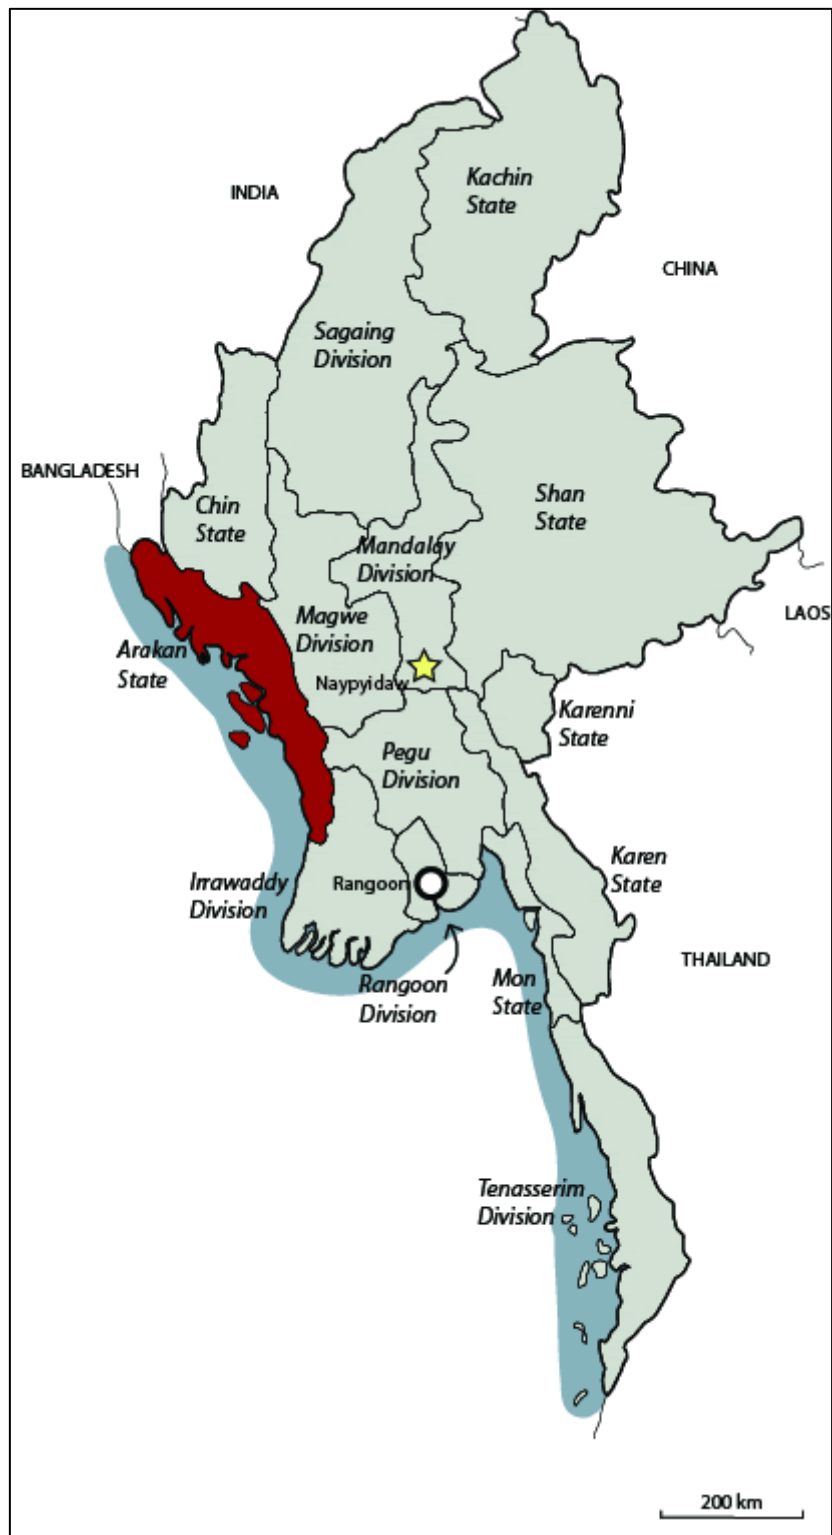 Kachin
State
INDIA
CHINA
Sagaing
Division
BANGLADESH
Chin
State
Shan
State
Mandalay
Division
LAOS
Magwe
Division
Arakan
State
Naypyidaw
Karenni
State
Pegu
Division
Karen
State
Irrawaddy
Division
Rangoon
THAILAND
Rangoon
Division
Mon
State
Tenasserim
Division
200 km